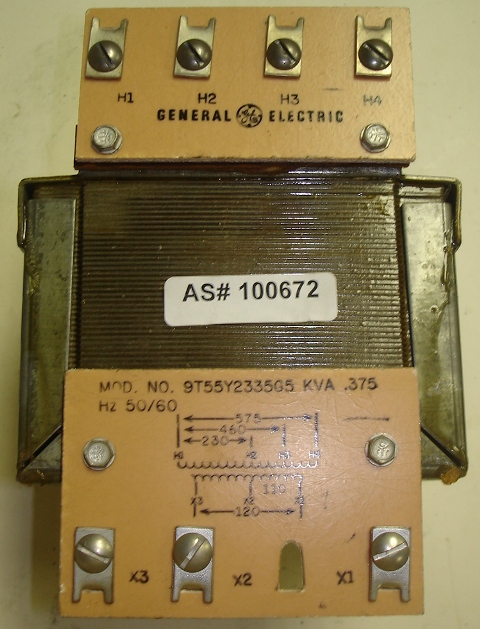 H1 H2 H3 H4
GENERAL GE ELECTRIC
AS# 100672
MOD. NO. 9T55Y2335G5 KVA .375
Hz 50/60
575
460
230
H1 H2 H3 H4
110
X3 X2 X1
120
X3 X2 X1